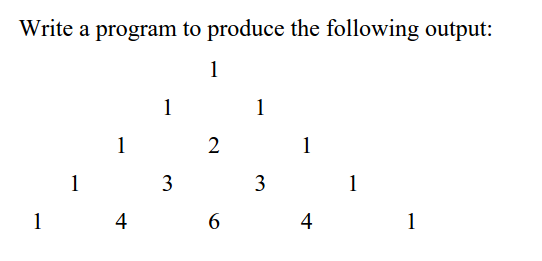 Write a program to produce the following output:
1
1 1
1 2 1
1 3 3 1
1 4 6 4 1